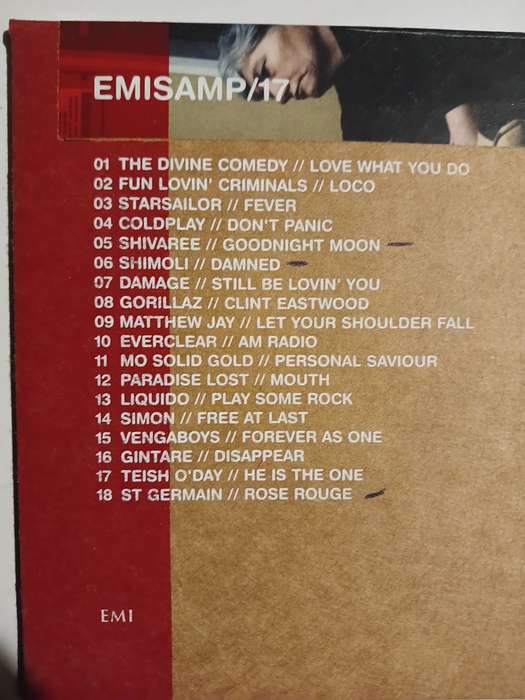 EMISAMP/17
01 THE DIVINE COMEDY // LOVE WHAT YOU DO
02 FUN LOVIN' CRIMINALS // LOCO
03 STARSAILOR // FEVER
04 COLDPLAY // DON'T PANIC
05 SHIVAREE // GOODNIGHT MOON
06 SHIMOLI // DAMNED
07 DAMAGE // STILL BE LOVIN' YOU
08 GORILLAZ // CLINT EASTWOOD
09 MATTHEW JAY // LET YOUR SHOULDER FALL
10 EVERCLEAR // AM RADIO
11 MO SOLID GOLD // PERSONAL SAVIOUR
12 PARADISE LOST // MOUTH
13 LIQUIDO // PLAY SOME ROCK
14 SIMON // FREE AT LAST
15 VENGABOYS // FOREVER AS ONE
16 GINTARE // DISAPPEAR
17 TEISH O'DAY // HE IS THE ONE
18 ST GERMAIN // ROSE ROUGE
EMI